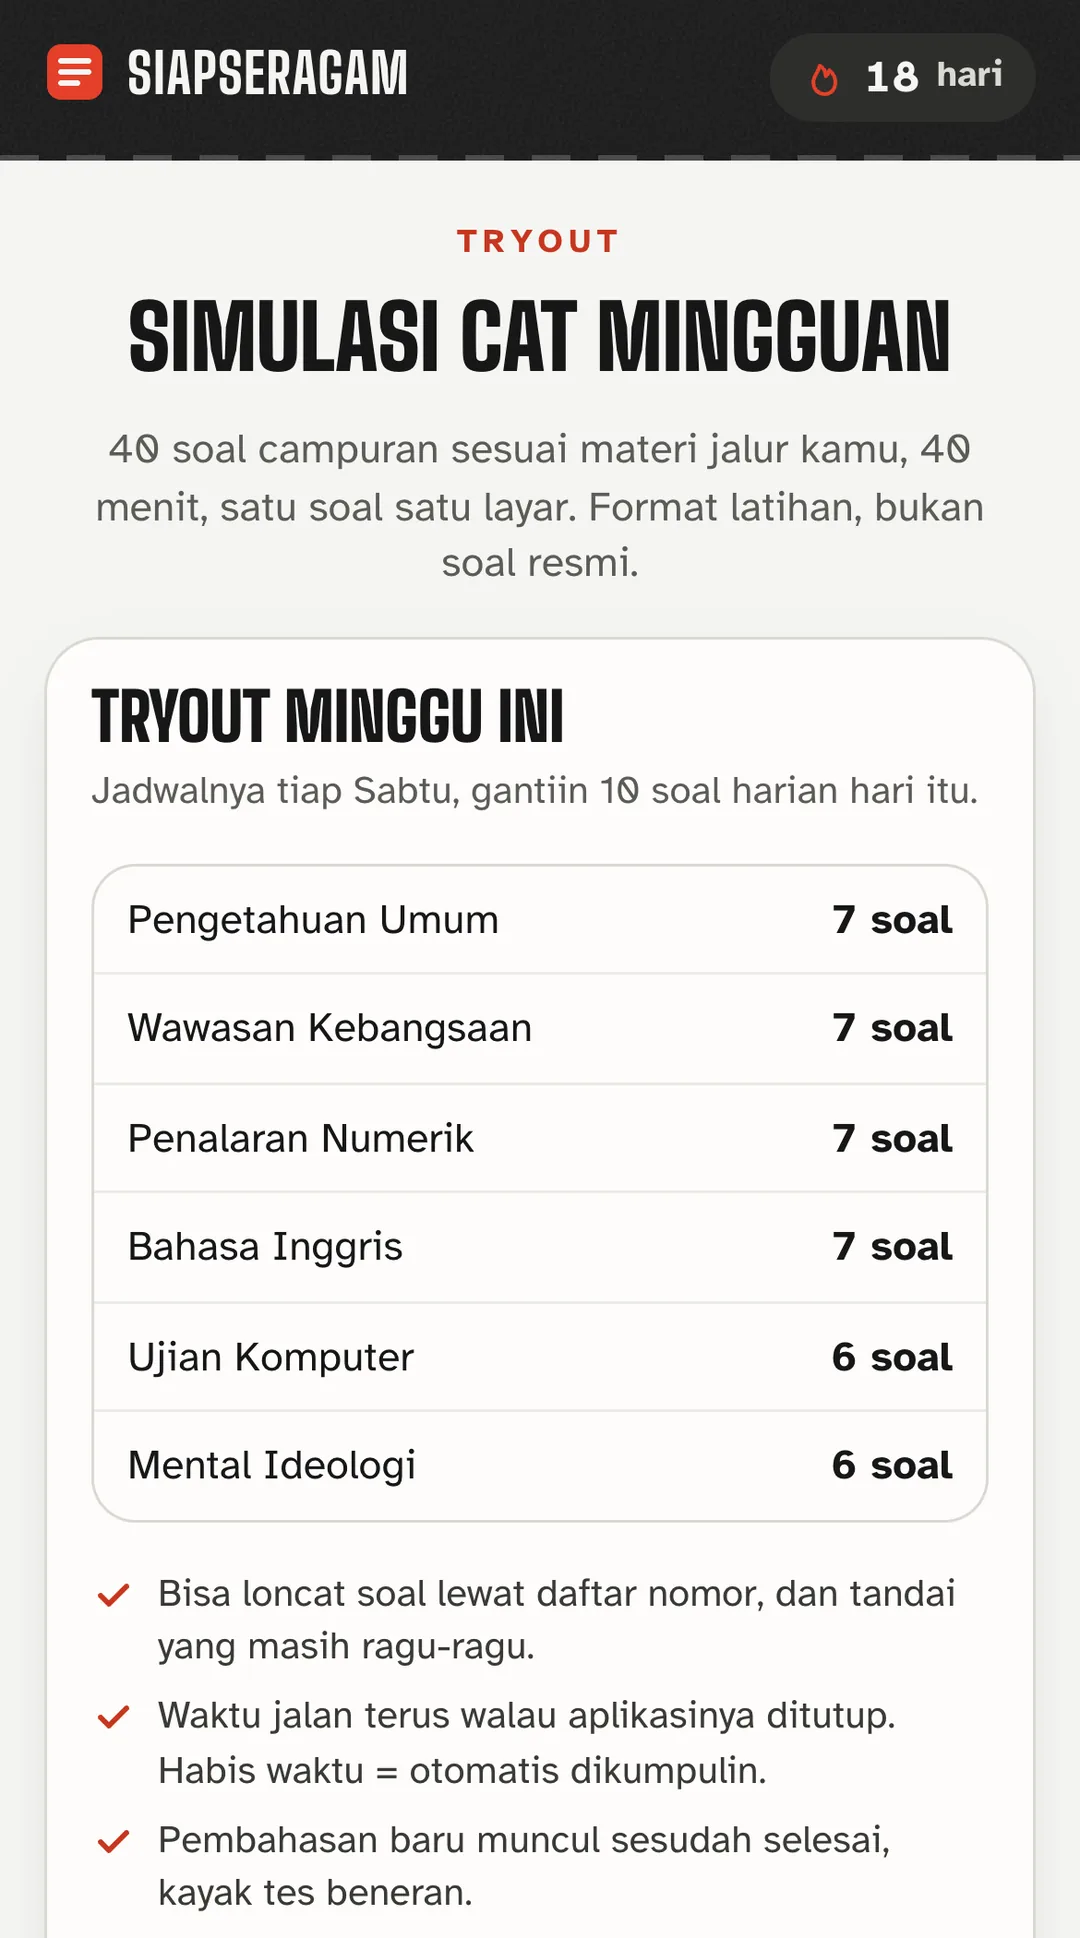 SIAPSERAGAM
18 hari
TRYOUT
SIMULASI CAT MINGGUAN
40 soal campuran sesuai materi jalur kamu, 40
menit, satu soal satu layar. Format latihan, bukan
soal resmi.
TRYOUT MINGGU INI
Jadwalnya tiap Sabtu, gantiin 10 soal harian hari itu.
Pengetahuan Umum 7 soal
Wawasan Kebangsaan 7 soal
Penalaran Numerik 7 soal
Bahasa Inggris 7 soal
Ujian Komputer 6 soal
Mental Ideologi 6 soal
Bisa loncat soal lewat daftar nomor, dan tandai
yang masih ragu-ragu.
Waktu jalan terus walau aplikasinya ditutup.
Habis waktu = otomatis dikumpulin.
Pembahasan baru muncul sesudah selesai,
kayak tes beneran.